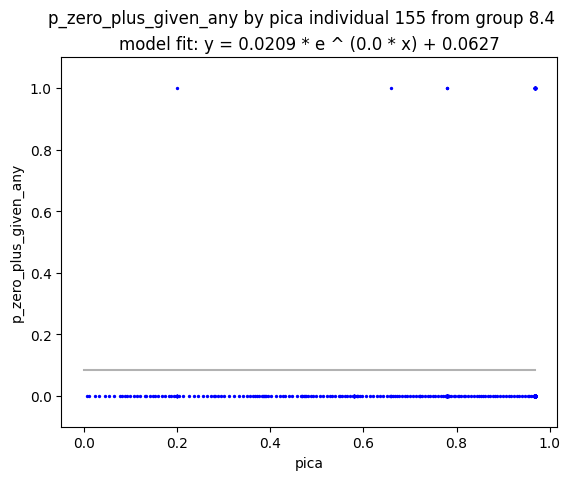 p_zero_plus_given_any by pica individual 155 from group 8.4
model fit: y = 0.0209 * e ^ (0.0 * x) + 0.0627
1.0
0.8
0.6
0.4
0.2
0.0
p_zero_plus_given_any
0.0 0.2 0.4 0.6 0.8 1.0
pica